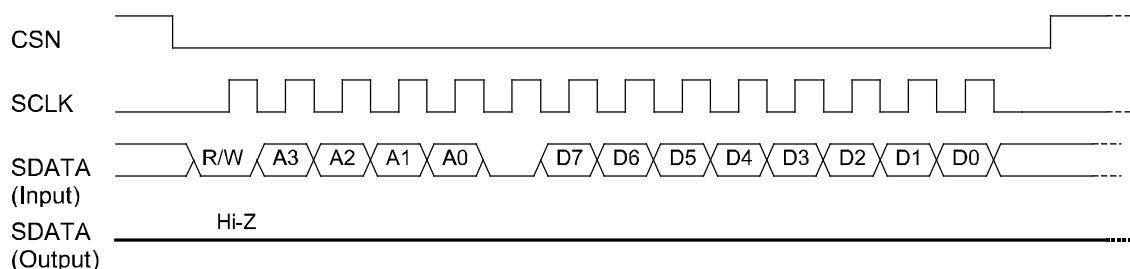 CSN
SCLK
SDATA
(Input)
R/W A3 A2 A1 A0 D7 D6 D5 D4 D3 D2 D1 D0
Hi-Z
SDATA
(Output)